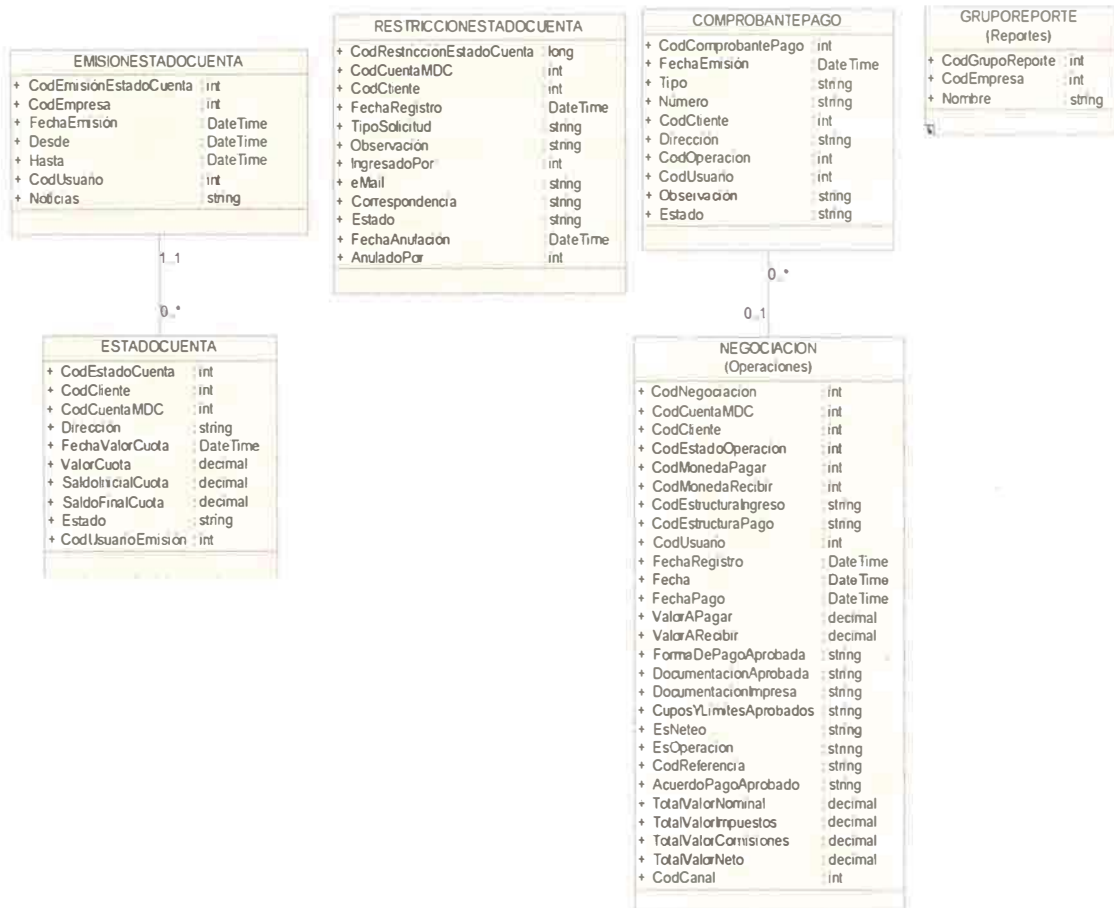 EMISIONESTADOCUENTA
+ CodEmisiónEstadoCuenta : int
+ CodEmpresa : int
+ FechaEmisión : DateTime
+ Desde : DateTime
+ Hasta : DateTime
+ CodUsuario : int
+ Noticias : string
1..1
0..*
ESTADOCUENTA
+ CodEstadoCuenta : int
+ CodCliente : int
+ CodCuentaMDC : int
+ Dirección : string
+ FechaValorCuota : DateTime
+ ValorCuota : decimal
+ SaldoInicialCuota : decimal
+ SaldoFinalCuota : decimal
+ Estado : string
+ CodUsuarioEmision : int
RESTRICCIONESTADOCUENTA
+ CodRestriccionEstadoCuenta : long
+ CodCuentaMDC : int
+ CodCliente : int
+ FechaRegistro : DateTime
+ TipoSolicitud : string
+ Observación : string
+ IngresadoPor : int
+ eMail : string
+ Correspondencia : string
+ Estado : string
+ FechaAnulación : DateTime
+ AnuladoPor : int
COMPROBANTEPAGO
+ CodComprobantePago : int
+ FechaEmisión : DateTime
+ Tipo : string
+ Número : string
+ CodCliente : int
+ Dirección : string
+ CodOperacion : int
+ CodUsuario : int
+ Observación : string
+ Estado : string
0..*
0..1
NEGOCIACION
(Operaciones)
+ CodNegociacion : int
+ CodCuentaMDC : int
+ CodCliente : int
+ CodEstadoOperacion : int
+ CodMonedaPagar : int
+ CodMonedaRecibir : int
+ CodEstructuraIngreso : string
+ CodEstructuraPago : string
+ CodUsuario : int
+ FechaRegistro : DateTime
+ Fecha : DateTime
+ FechaPago : DateTime
+ ValorAPagar : decimal
+ ValorARecibir : decimal
+ FormaDePagoAprobada : string
+ DocumentacionAprobada : string
+ DocumentacionImpresa : string
+ CuposYLimitesAprobados : string
+ EsNeteo : string
+ EsOperacion : string
+ CodReferencia : string
+ AcuerdoPagoAprobado : string
+ TotalValorNominal : decimal
+ TotalValorImpuestos : decimal
+ TotalValorComisiones : decimal
+ TotalValorNeto : decimal
+ CodCanal : int
GRUPOREPORTE
(Reportes)
+ CodGrupoReporte : int
+ CodEmpresa : int
+ Nombre : string